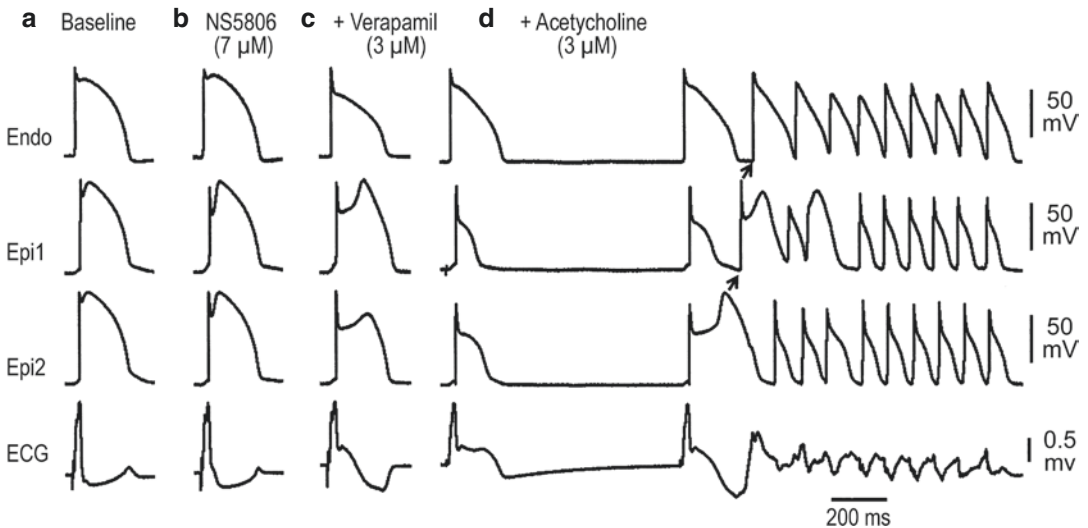 a Baseline b NS5806 c + Verapamil d + Acetycholine
(7 µM) (3 µM) (3 µM)
Endo
50
mV
Epi1
50
mV
Epi2
50
mV
ECG
0.5
mv
200 ms